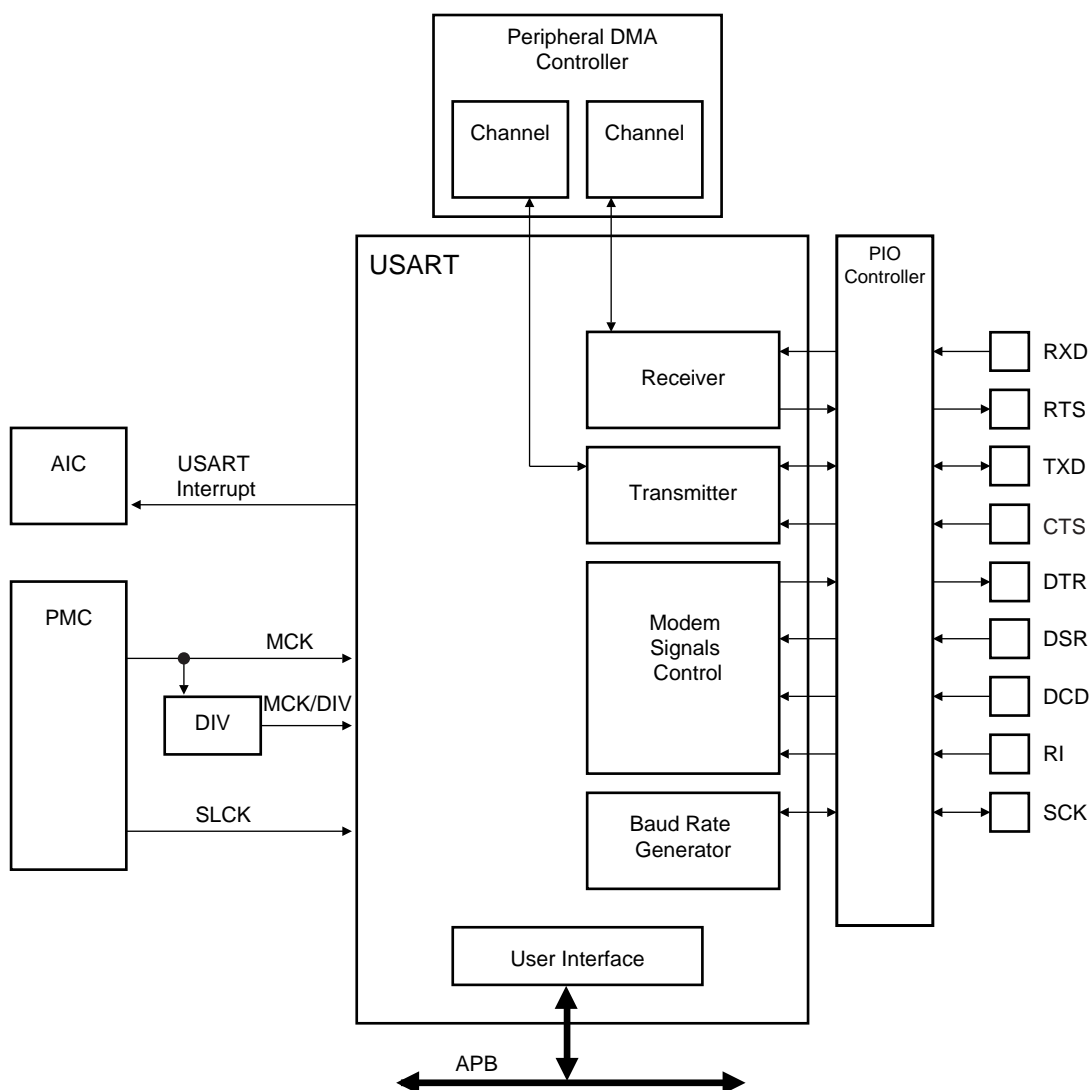 Peripheral DMA
Controller
Channel
Channel
USART
PIO
Controller
Receiver
RXD
RTS
AIC
USART
Interrupt
Transmitter
TXD
CTS
PMC
MCK
DIV
MCK/DIV
SLCK
Modem
Signals
Control
DTR
DSR
DCD
RI
Baud Rate
Generator
SCK
User Interface
APB